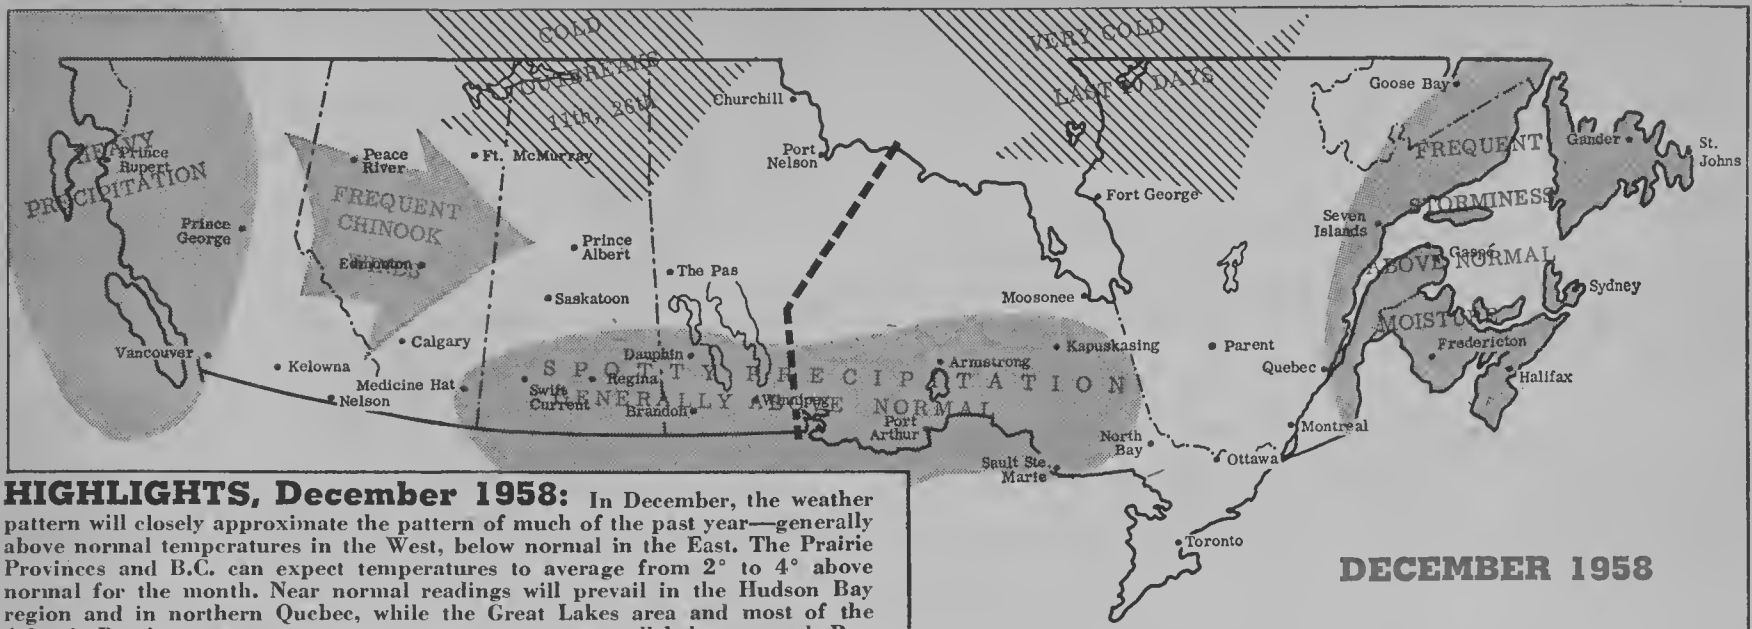 COLD
OUTBREAKS
11th, 26th
VERY COLD
LAST 10 DAYS
HEAVY
PRECIPITATION
Prince
Rupert
Prince
George
Vancouver
Kelowna
Nelson
Peace
River
FREQUENT
CHINOOK
WINDS
Edmonton
Calgary
Medicine Hat
Ft. McMurray
Prince
Albert
Saskatoon
The Pas
Churchill
Port
Nelson
Swift
Current
Regina
Dauphin
Brandon
Winnipeg
SPOTTY PRECIPITATION
GENERALLY ABOVE NORMAL
Armstrong
Port
Arthur
Kapuskasing
Moosonee
Fort George
Sault Ste.
Marie
North
Bay
Ottawa
Toronto
Parent
Montreal
Quebec
Seven
Islands
Goose Bay
FREQUENT
STORMINESS
ABOVE NORMAL
MOISTURE
Gaspé
Gander
St.
Johns
Sydney
Fredericton
Halifax
DECEMBER 1958
HIGHLIGHTS, December 1958: In December, the weather
pattern will closely approximate the pattern of much of the past year—generally
above normal temperatures in the West, below normal in the East. The Prairie
Provinces and B.C. can expect temperatures to average from 2° to 4° above
normal for the month. Near normal readings will prevail in the Hudson Bay
region and in northern Quebec, while the Great Lakes area and most of the